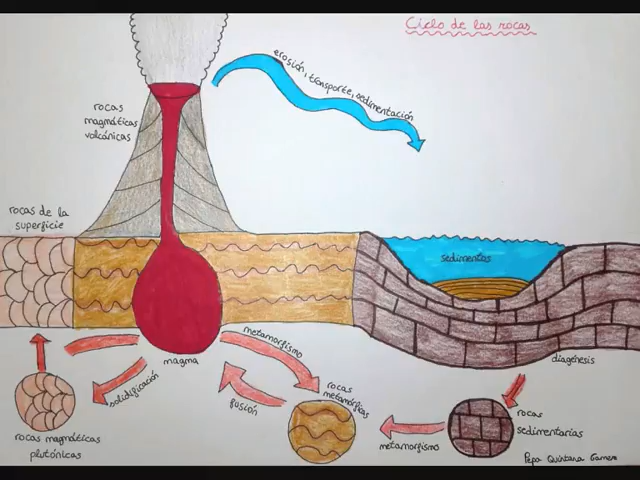 Ciclo de las rocas
erosión, transporte, sedimentación
rocas
magmáticas
volcánicas
rocas de la
superficie
sedimentos
magma
metamorfismo
diagénesis
solidificación
fusión
rocas
metamórficas
rocas
sedimentarias
metamorfismo
rocas magmáticas
plutónicas
Pepa Quintana Gamero